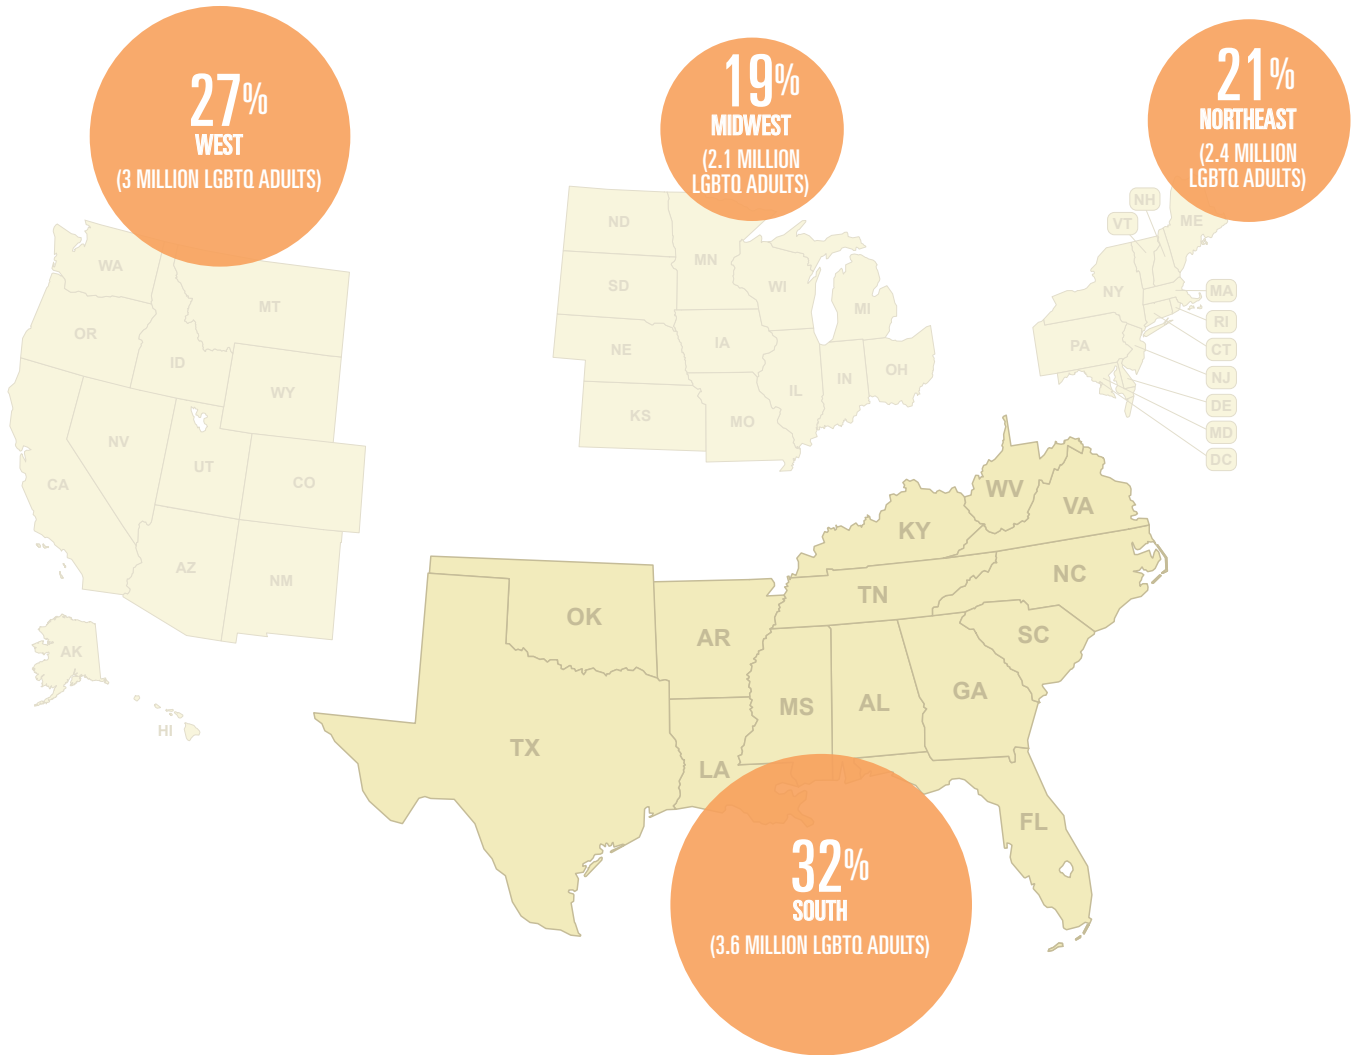 27%
WEST
(3 MILLION LGBTQ ADULTS)
19%
MIDWEST
(2.1 MILLION
LGBTQ ADULTS)
21%
NORTHEAST
(2.4 MILLION
LGBTQ ADULTS)
WA
OR
MT
ID
WY
NV
UT
CO
CA
AZ
NM
AK
HI
ND
MN
SD
WI
NE
IA
MI
KS
MO
IL
IN
OH
NH
VT
ME
NY
MA
RI
PA
CT
NJ
DE
MD
DC
WV
VA
KY
NC
TN
OK
AR
SC
MS
AL
GA
TX
LA
FL
32%
SOUTH
(3.6 MILLION LGBTQ ADULTS)